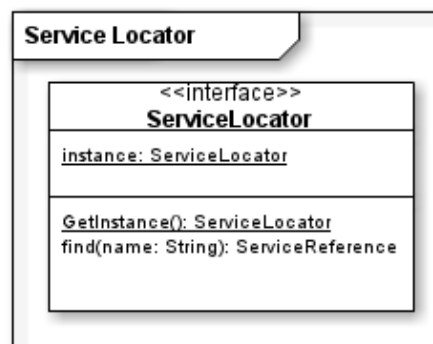 Service Locator
<<interface>>
ServiceLocator
instance: ServiceLocator
GetInstance(): ServiceLocator
find(name: String): ServiceReference